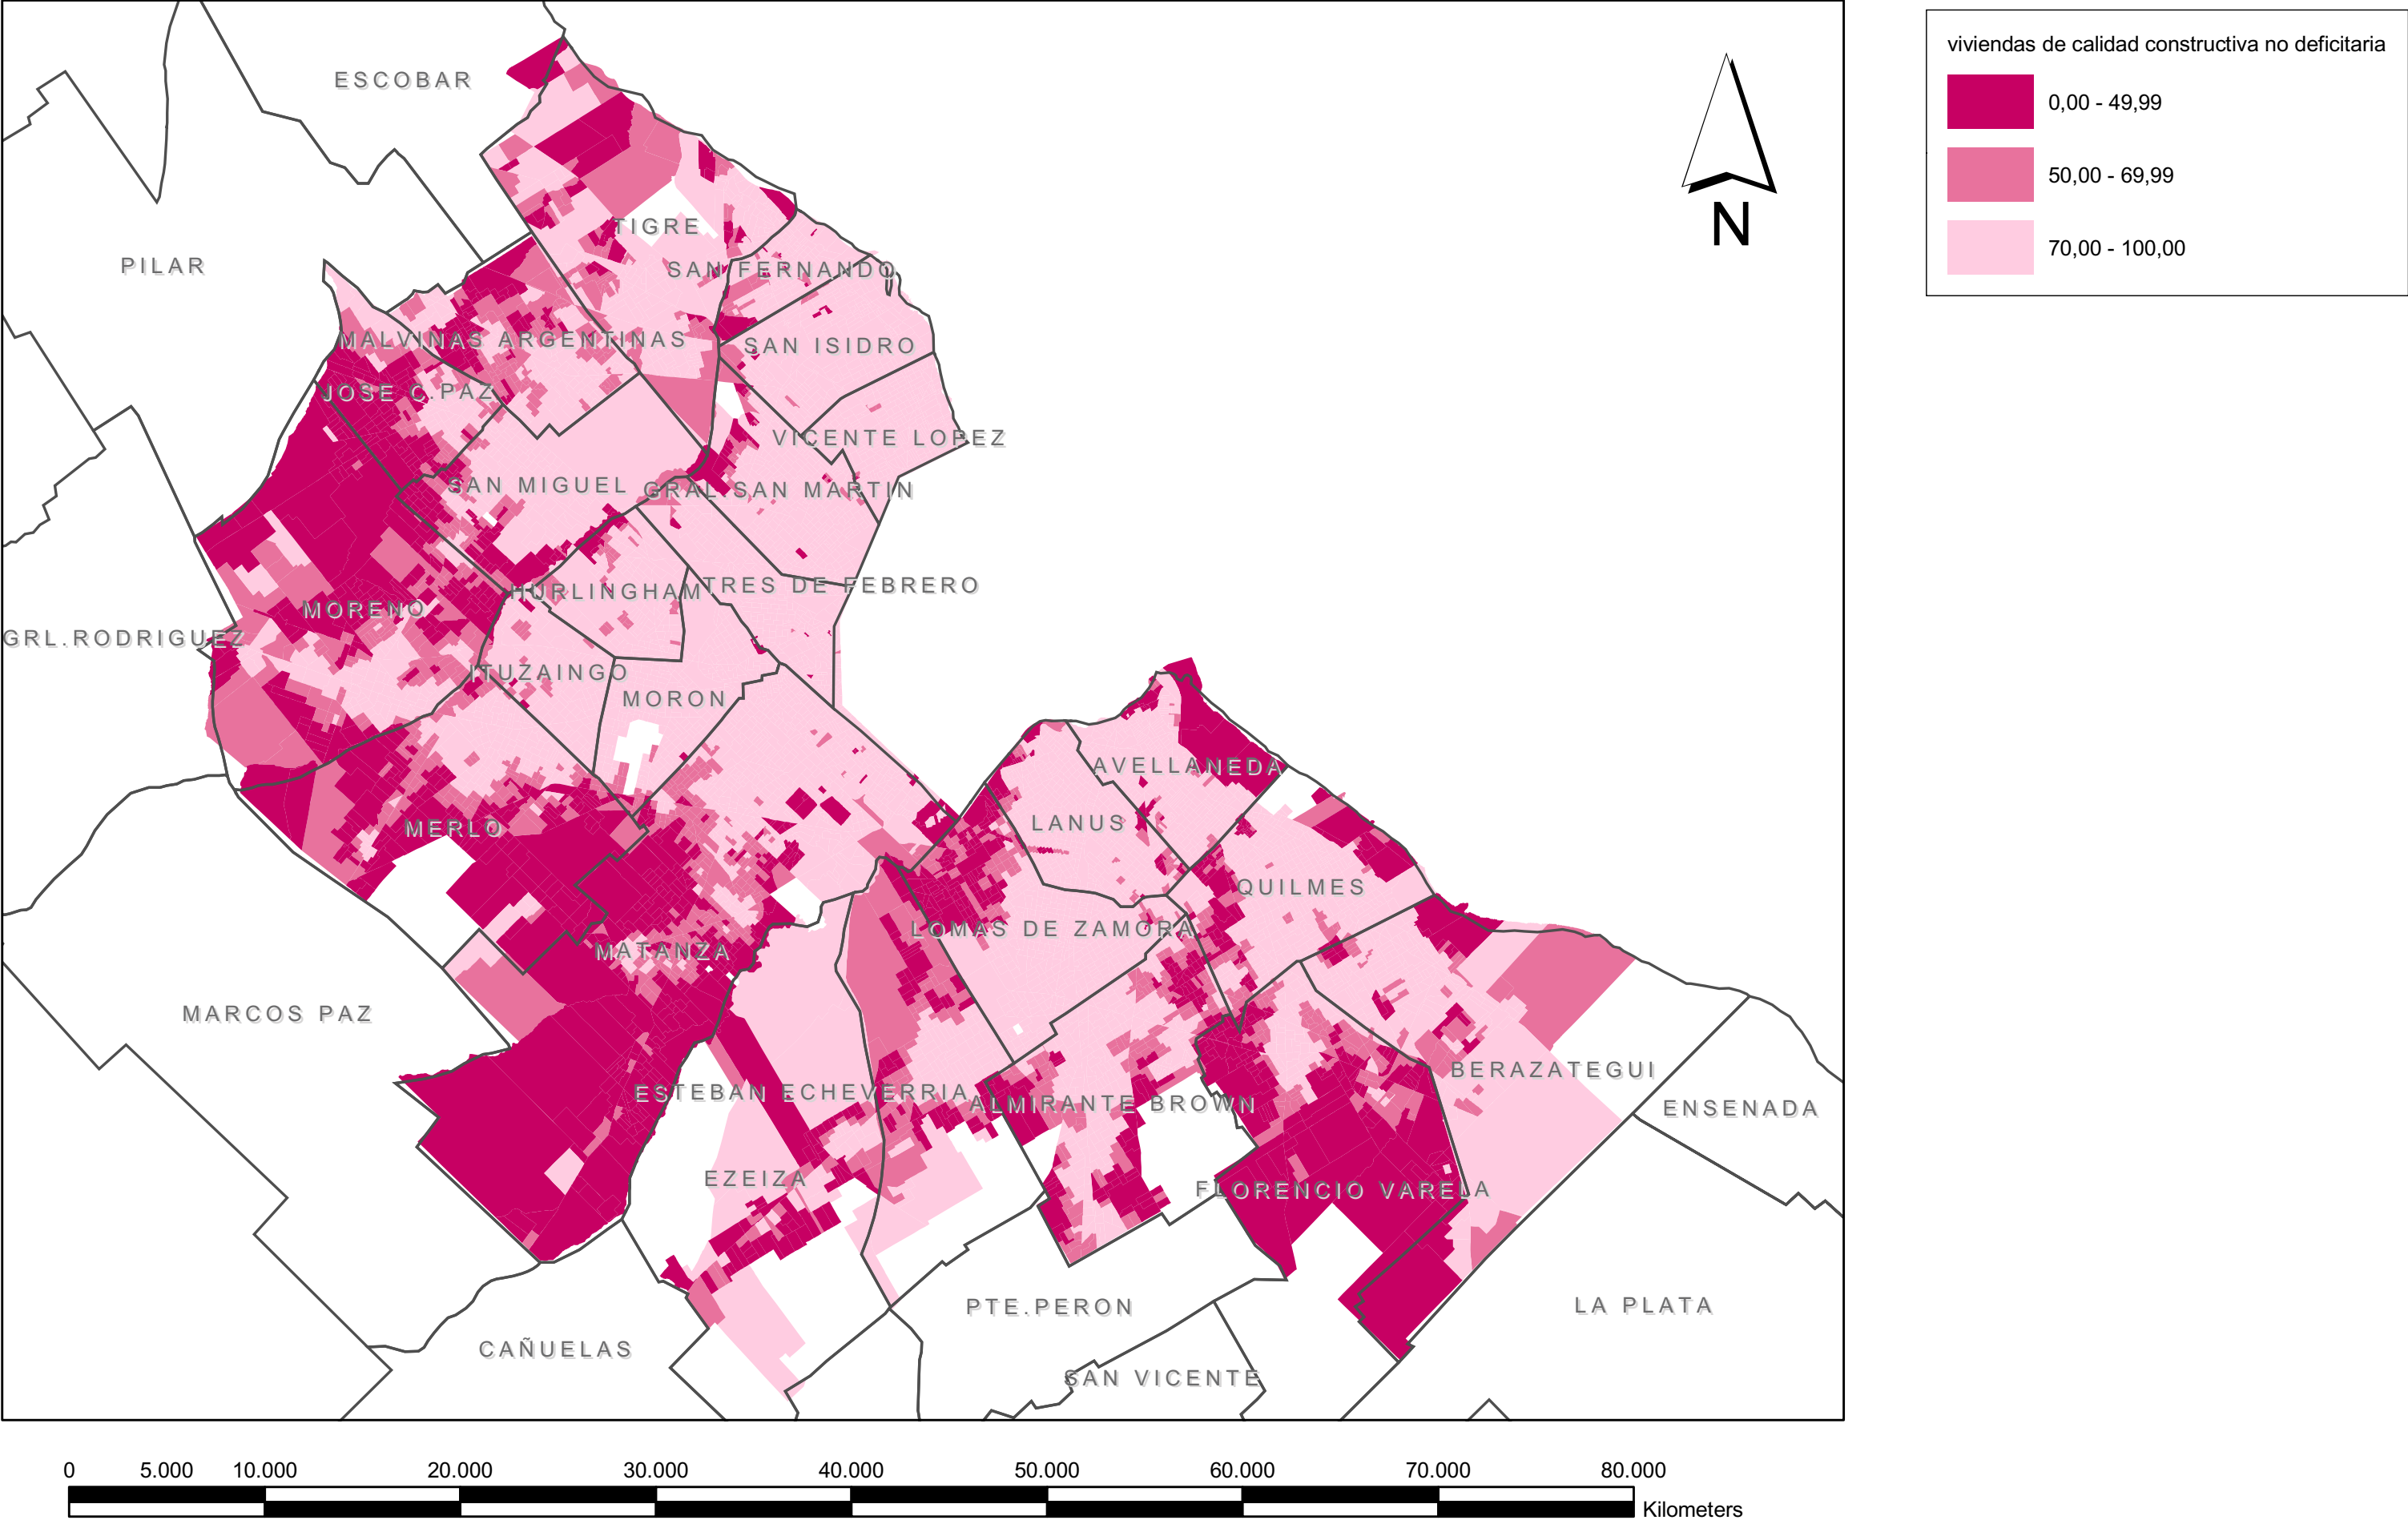 viviendas de calidad constructiva no deficitaria
0,00 - 49,99
50,00 - 69,99
70,00 - 100,00
N
ESCOBAR
TIGRE
PILAR
SAN FERNANDO
MALVINAS ARGENTINAS
SAN ISIDRO
JOSE C.PAZ
VICENTE LOPEZ
SAN MIGUEL
GRAL SAN MARTIN
HURLINGHAM
TRES DE FEBRERO
MORENO
GRL.RODRIGUEZ
ITUZAINGO
MORON
AVELLANEDA
MERLO
LANUS
QUILMES
LOMAS DE ZAMORA
MATANZA
MARCOS PAZ
BERAZATEGUI
ESTEBAN ECHEVERRIA
ALMIRANTE BROWN
ENSENADA
EZEIZA
FLORENCIO VARELA
PTE.PERON
LA PLATA
CAÑUELAS
SAN VICENTE
0 5.000 10.000 20.000 30.000 40.000 50.000 60.000 70.000 80.000
Kilometers